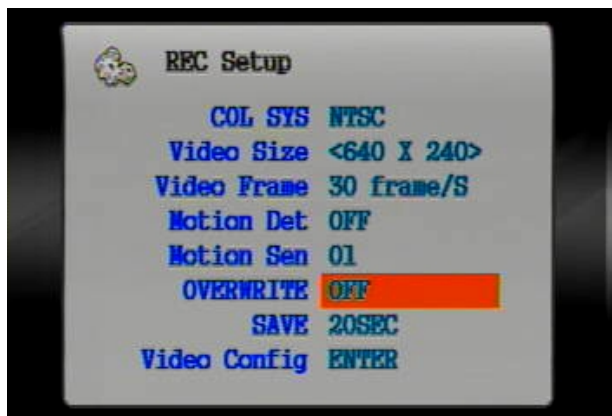 REC Setup
COL SYS NTSC
Video Size <640 X 240>
Video Frame 30 frame/S
Motion Det OFF
Motion Sen 01
OVERWRITE OFF
SAVE 20SEC
Video Config ENTER